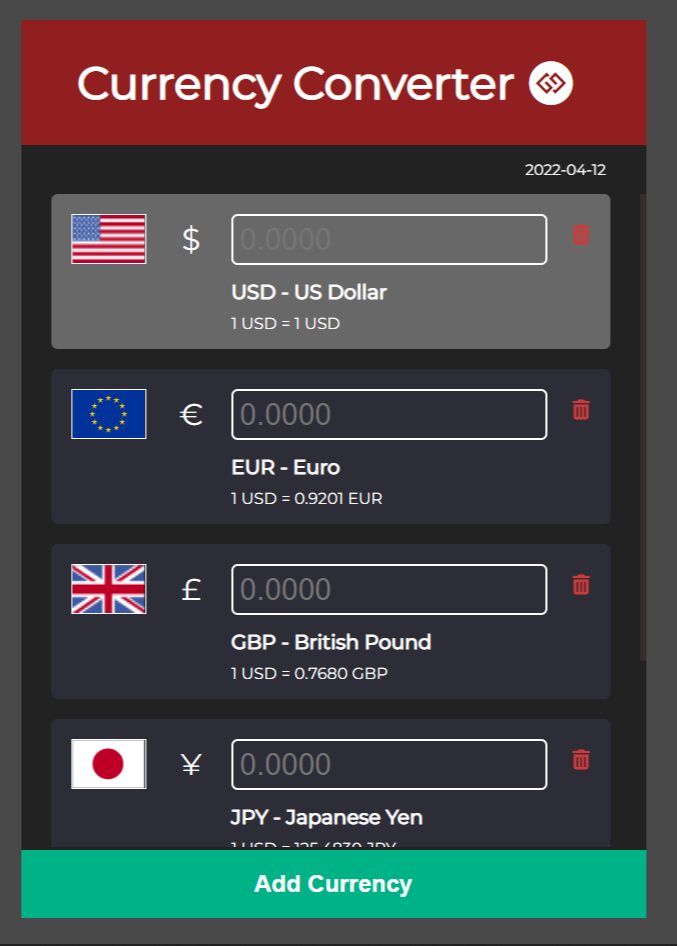 Currency Converter
2022-04-12
$ 0.0000
USD - US Dollar
1 USD = 1 USD
€ 0.0000
EUR - Euro
1 USD = 0.9201 EUR
£ 0.0000
GBP - British Pound
1 USD = 0.7680 GBP
¥ 0.0000
JPY - Japanese Yen
1 USD = 125.4830 JPY
Add Currency